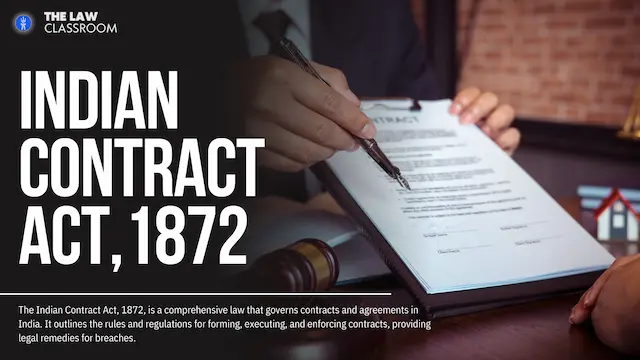 THE LAW
CLASSROOM
INDIAN
CONTRACT
ACT, 1872
CONTRACT
The Indian Contract Act, 1872, is a comprehensive law that governs contracts and agreements in
India. It outlines the rules and regulations for forming, executing, and enforcing contracts, providing
legal remedies for breaches.